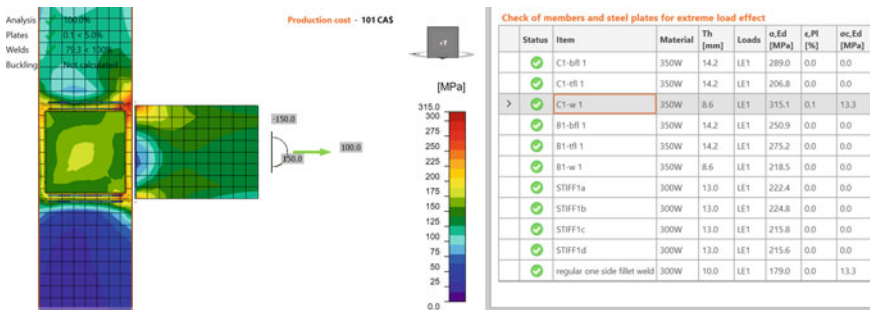 Analysis 100.0%
Plates 0.1 < 5.0%
Welds 79.3 < 100%
Buckling Not calculated
Production cost - 101 CA$
+Y
[MPa]
315.0
300
275
250
225
200
175
150
125
100
75
50
25
0.0
-150.0
150.0
100.0
Check of members and steel plates for extreme load effect
Status Item Material Th [mm] Loads σ,Ed [MPa] ε,Pl [%] σc,Ed [MPa]
C1-bfl 1 350W 14.2 LE1 289.0 0.0 0.0
C1-tfl 1 350W 14.2 LE1 206.8 0.0 0.0
> C1-w 1 350W 8.6 LE1 315.1 0.1 13.3
B1-bfl 1 350W 14.2 LE1 250.9 0.0 0.0
B1-tfl 1 350W 14.2 LE1 275.2 0.0 0.0
B1-w 1 350W 8.6 LE1 218.5 0.0 0.0
STIFF1a 300W 13.0 LE1 222.4 0.0 0.0
STIFF1b 300W 13.0 LE1 224.8 0.0 0.0
STIFF1c 300W 13.0 LE1 215.8 0.0 0.0
STIFF1d 300W 13.0 LE1 215.6 0.0 0.0
regular one side fillet weld 300W 10.0 LE1 179.0 0.0 13.3